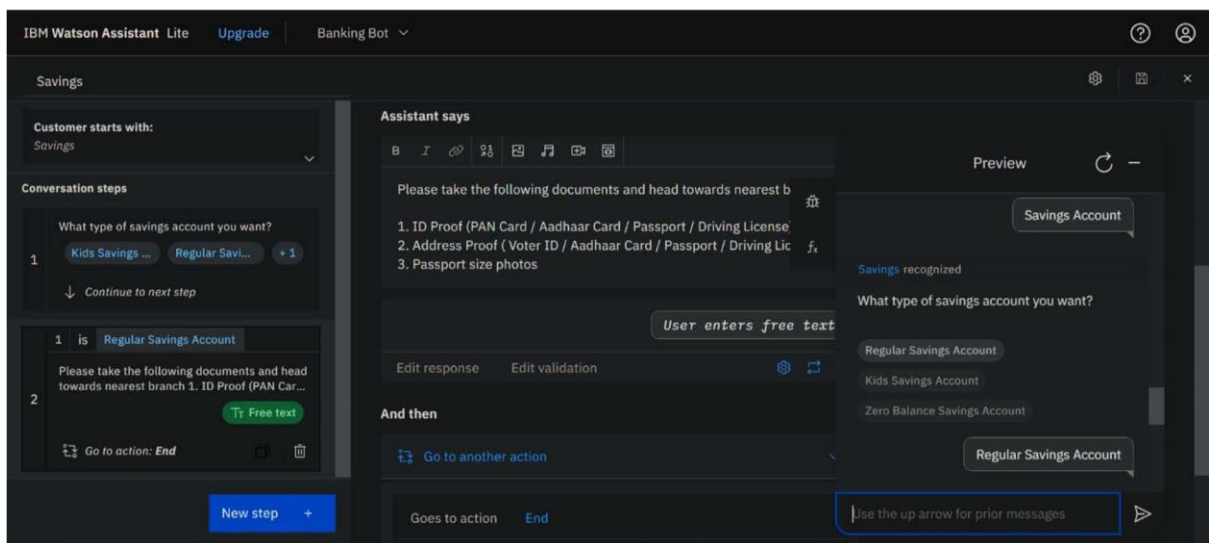 IBM Watson Assistant Lite Upgrade Banking Bot
Savings
Customer starts with:
Savings
Conversation steps
1
What type of savings account you want?
Kids Savings ... Regular Savi... + 1
Continue to next step
2
1 is Regular Savings Account
Please take the following documents and head
towards nearest branch 1. ID Proof (PAN Car...
Tт Free text
Go to action: End
New step +
Assistant says
B I
Please take the following documents and head towards nearest b
1. ID Proof (PAN Card / Aadhaar Card / Passport / Driving License)
2. Address Proof ( Voter ID / Aadhaar Card / Passport / Driving Lic
3. Passport size photos
User enters free text
Edit response Edit validation
And then
Go to another action
Goes to action End
fx
Preview
Savings Account
Savings recognized
What type of savings account you want?
Regular Savings Account
Kids Savings Account
Zero Balance Savings Account
Regular Savings Account
Use the up arrow for prior messages